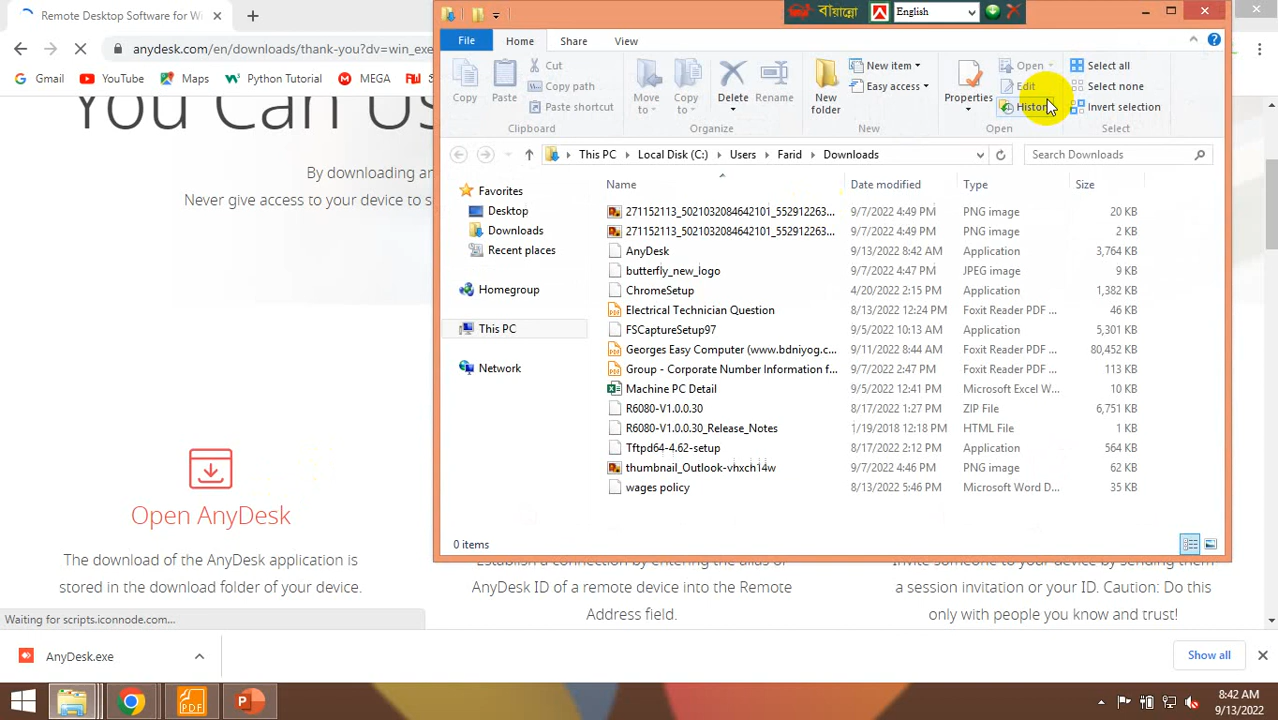 বায়ান্নো English
Remote Desktop Software for Wi
File Home Share View
anydesk.com/en/downloads/thank-you?dv=win_exe
Gmail YouTube Maps Python Tutorial MEGA
Cut
Copy path
Paste shortcut
Copy Paste
Move to
Copy to
Delete Rename
New folder
New item
Easy access
Properties
Open
Edit
History
Select all
Select none
Invert selection
Clipboard Organize New Open Select
You Can
This PC Local Disk (C:) Users Farid Downloads
Search Downloads
By downloading an
Never give access to your device to s
Name Date modified Type Size
Favorites
Desktop
Downloads
Recent places
Homegroup
This PC
Network
271152113_5021032084642101_552912263... 9/7/2022 4:49 PM PNG image 20 KB
271152113_5021032084642101_552912263... 9/7/2022 4:49 PM PNG image 2 KB
AnyDesk 9/13/2022 8:42 AM Application 3,764 KB
butterfly_new_logo 9/7/2022 4:47 PM JPEG image 9 KB
ChromeSetup 4/20/2022 2:15 PM Application 1,382 KB
Electrical Technician Question 8/13/2022 12:24 PM Foxit Reader PDF ... 46 KB
FSCaptureSetup97 9/5/2022 10:13 AM Application 5,301 KB
Georges Easy Computer (www.bdniyog.c... 9/11/2022 8:44 AM Foxit Reader PDF ... 80,452 KB
Group - Corporate Number Information f... 9/7/2022 2:47 PM Foxit Reader PDF ... 113 KB
Machine PC Detail 9/5/2022 12:41 PM Microsoft Excel W... 10 KB
R6080-V1.0.0.30 8/17/2022 1:27 PM ZIP File 6,751 KB
R6080-V1.0.0.30_Release_Notes 1/19/2018 12:18 PM HTML File 1 KB
Tftpd64-4.62-setup 8/17/2022 2:12 PM Application 564 KB
thumbnail_Outlook-vhxch14w 9/7/2022 4:46 PM PNG image 62 KB
wages policy 8/13/2022 5:46 PM Microsoft Word D... 35 KB
0 items
Open AnyDesk
The download of the AnyDesk application is
stored in the download folder of your device.
Establish a connection by entering the alias or
AnyDesk ID of a remote device into the Remote
Address field.
Invite someone to your device by sending them
a session invitation or your ID. Caution: Do this
only with people you know and trust!
Waiting for scripts.iconnode.com...
AnyDesk.exe
Show all
PDF
8:42 AM
9/13/2022